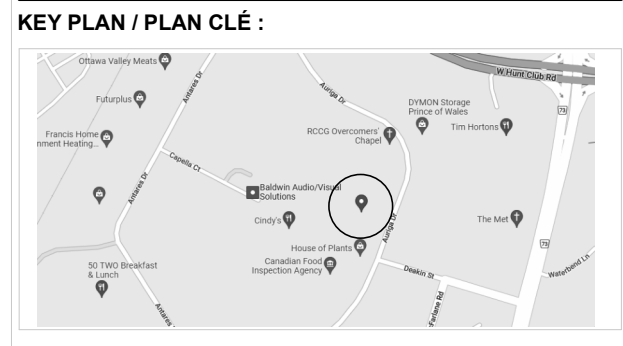 KEY PLAN / PLAN CLÉ :
Ottawa Valley Meats
W Hunt Club Rd
Antares Dr
Auriga Dr
Futurplus
DYMON Storage
Prince of Wales
73
RCCG Overcomers'
Chapel
Tim Hortons
Francis Home
nment Heating...
Capella Ct
Antares Dr
Baldwin Audio/Visual
Solutions
Cindy's
The Met
Auriga Dr
House of Plants
73
Canadian Food
Inspection Agency
50 TWO Breakfast
& Lunch
Deakin St
Waterbend Ln
Antares D
cFarlane Rd